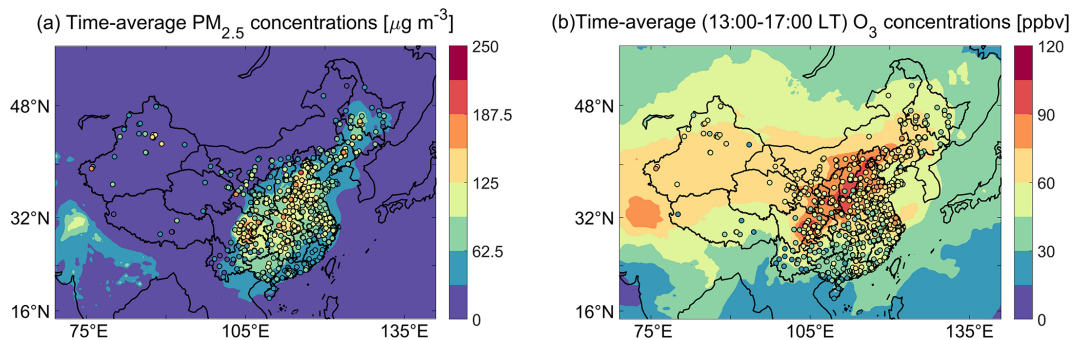 (a) Time-average PM2.5 concentrations [μg m-3]
(b)Time-average (13:00-17:00 LT) O3 concentrations [ppbv]
250
187.5
125
62.5
0
48°N
32°N
16°N
75°E
105°E
135°E
120
90
60
30
0
48°N
32°N
16°N
75°E
105°E
135°E